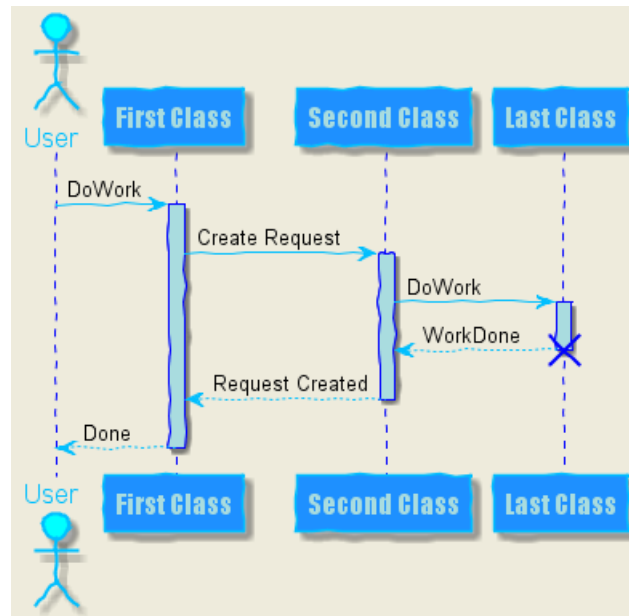 User
First Class
Second Class
Last Class
DoWork
Create Request
DoWork
WorkDone
Request Created
Done
User
First Class
Second Class
Last Class